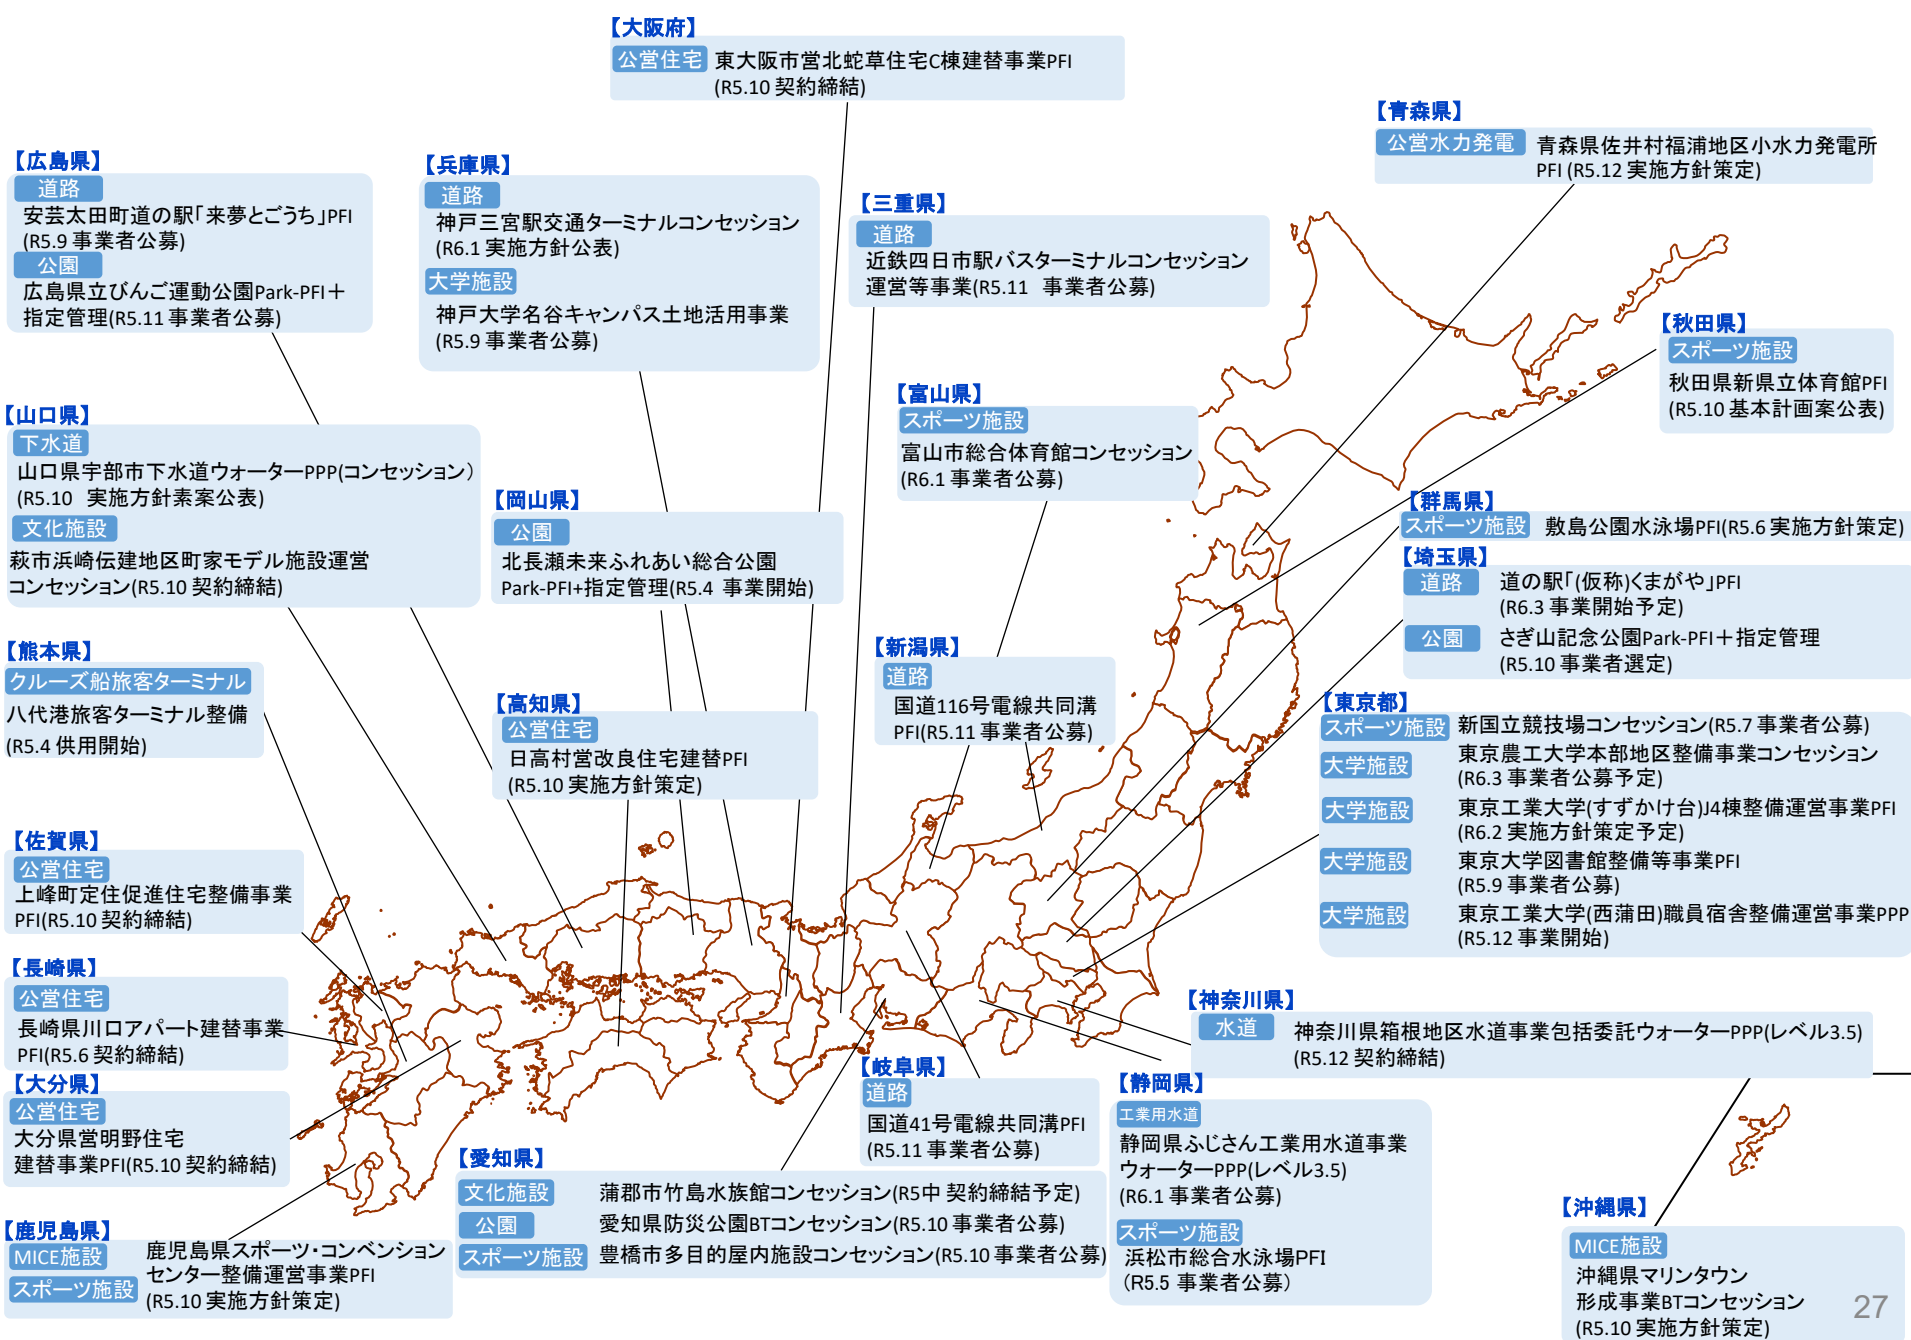 【大阪府】
公営住宅 東大阪市営北蛇草住宅C棟建替事業PFI
(R5.10 契約締結)
【青森県】
公営水力発電 青森県佐井村福浦地区小水力発電所
PFI (R5.12 実施方針策定)
【広島県】
道路
安芸太田町道の駅「来夢とごうち」PFI
(R5.9 事業者公募)
公園
広島県立びんご運動公園Park-PFI＋
指定管理(R5.11 事業者公募)
【兵庫県】
道路
神戸三宮駅交通ターミナルコンセッション
(R6.1 実施方針公表)
大学施設
神戸大学名谷キャンパス土地活用事業
(R5.9 事業者公募)
【三重県】
道路
近鉄四日市駅バスターミナルコンセッション
運営等事業(R5.11 事業者公募)
【秋田県】
スポーツ施設
秋田県新県立体育館PFI
(R5.10 基本計画案公表)
【富山県】
スポーツ施設
富山市総合体育館コンセッション
(R6.1 事業者公募)
【山口県】
下水道
山口県宇部市下水道ウォーターPPP(コンセッション）
(R5.10 実施方針素案公表)
文化施設
萩市浜崎伝建地区町家モデル施設運営
コンセッション(R5.10 契約締結)
【岡山県】
公園
北長瀬未来ふれあい総合公園
Park-PFI+指定管理(R5.4 事業開始)
【群馬県】
スポーツ施設 敷島公園水泳場PFI(R5.6 実施方針策定)
【埼玉県】
道路 道の駅「(仮称)くまがや」PFI
(R6.3 事業開始予定)
公園 さぎ山記念公園Park-PFI＋指定管理
(R5.10 事業者選定)
【熊本県】
クルーズ船旅客ターミナル
八代港旅客ターミナル整備
(R5.4 供用開始)
【高知県】
公営住宅
日高村営改良住宅建替PFI
(R5.10 実施方針策定)
【新潟県】
道路
国道116号電線共同溝
PFI(R5.11 事業者公募)
【東京都】
スポーツ施設 新国立競技場コンセッション(R5.7 事業者公募)
大学施設 東京農工大学本部地区整備事業コンセッション
(R6.3 事業者公募予定)
大学施設 東京工業大学(すずかけ台)J4棟整備運営事業PFI
(R6.2 実施方針策定予定)
大学施設 東京大学図書館整備等事業PFI
(R5.9 事業者公募)
大学施設 東京工業大学(西蒲田)職員宿舎整備運営事業PPP
(R5.12 事業開始)
【佐賀県】
公営住宅
上峰町定住促進住宅整備事業
PFI(R5.10 契約締結)
【長崎県】
公営住宅
長崎県川口アパート建替事業
PFI(R5.6 契約締結)
【大分県】
公営住宅
大分県営明野住宅
建替事業PFI(R5.10 契約締結)
【鹿児島県】
MICE施設
スポーツ施設
鹿児島県スポーツ・コンベンション
センター整備運営事業PFI
(R5.10 実施方針策定)
【愛知県】
文化施設 蒲郡市竹島水族館コンセッション(R5中 契約締結予定)
公園 愛知県防災公園BTコンセッション(R5.10 事業者公募)
スポーツ施設 豊橋市多目的屋内施設コンセッション(R5.10 事業者公募)
【岐阜県】
道路
国道41号電線共同溝PFI
(R5.11 事業者公募)
【神奈川県】
水道 神奈川県箱根地区水道事業包括委託ウォーターPPP(レベル3.5)
(R5.12 契約締結)
【静岡県】
工業用水道
静岡県ふじさん工業用水道事業
ウォーターPPP(レベル3.5)
(R6.1 事業者公募)
スポーツ施設
浜松市総合水泳場PFI
（R5.5 事業者公募）
【沖縄県】
MICE施設
沖縄県マリンタウン
形成事業BTコンセッション
(R5.10 実施方針策定)
27